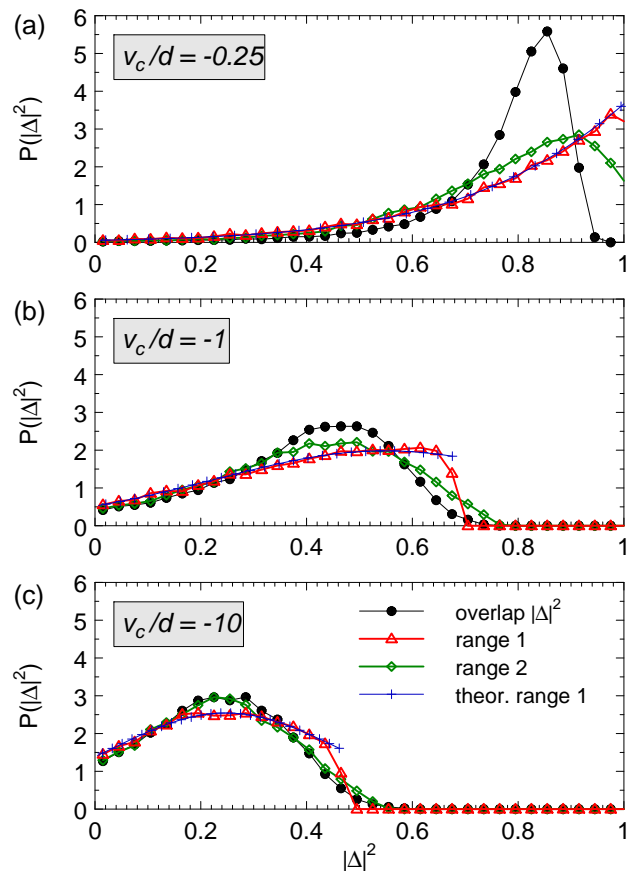 (a)
v_c/d = -0.25
P(|Δ|²)
6
5
4
3
2
1
0
0 0.2 0.4 0.6 0.8 1
(b)
v_c/d = -1
P(|Δ|²)
6
5
4
3
2
1
0
0 0.2 0.4 0.6 0.8 1
(c)
v_c/d = -10
P(|Δ|²)
6
5
4
3
2
1
0
overlap |Δ|²
range 1
range 2
theor. range 1
0 0.2 0.4 0.6 0.8 1
|Δ|²